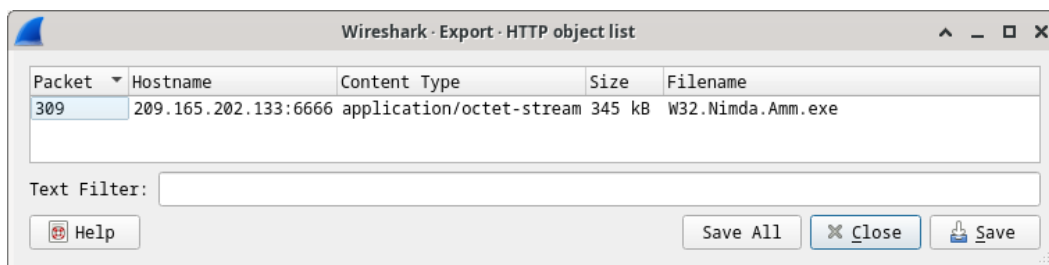 Wireshark · Export · HTTP object list
Packet Hostname Content Type Size Filename
309 209.165.202.133:6666 application/octet-stream 345 kB W32.Nimda.Amm.exe
Text Filter:
Help Save All Close Save